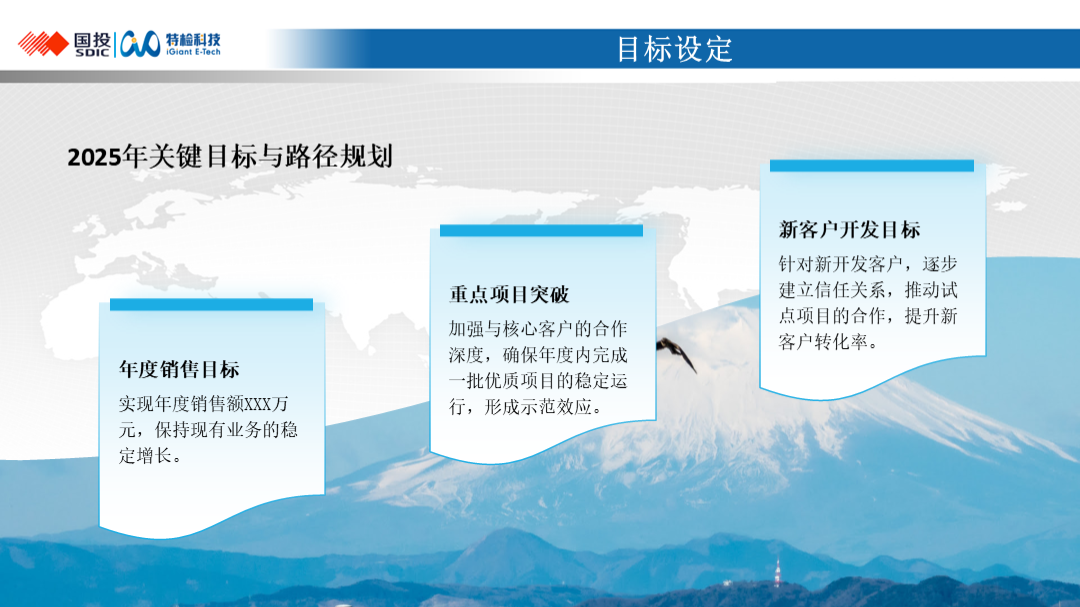 国投
SDIC
特检科技
iGiant E-Tech
目标设定
2025年关键目标与路径规划
年度销售目标
实现年度销售额XXX万
元，保持现有业务的稳
定增长。
重点项目突破
加强与核心客户的合作
深度，确保年度内完成
一批优质项目的稳定运
行，形成示范效应。
新客户开发目标
针对新开发客户，逐步
建立信任关系，推动试
点项目的合作，提升新
客户转化率。